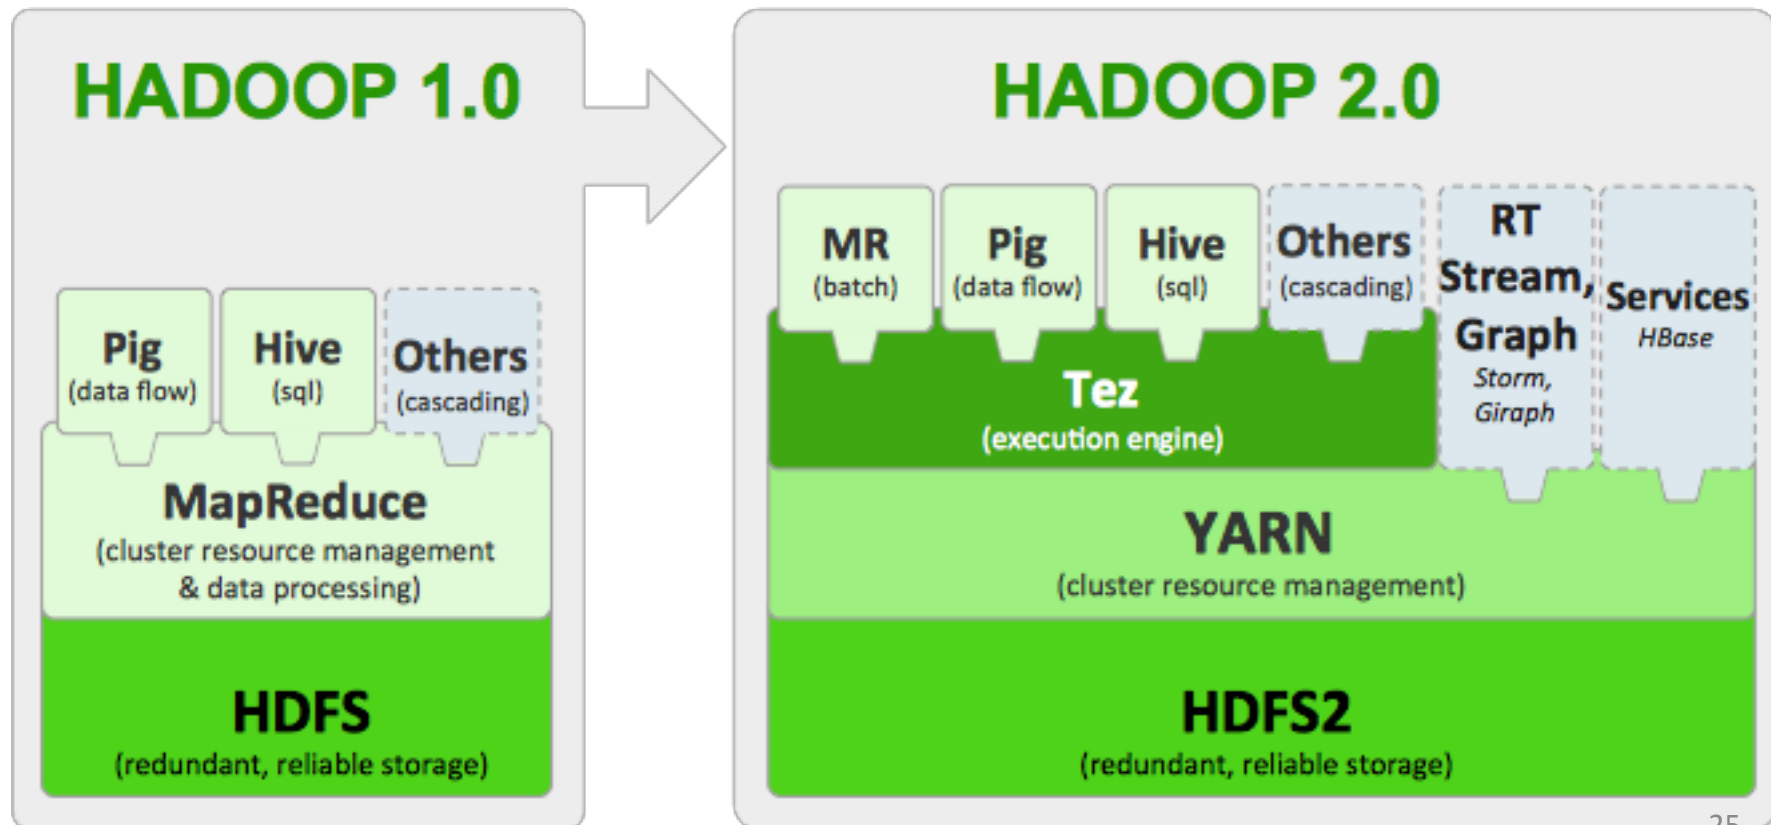 HADOOP 1.0
Pig
(data flow)
Hive
(sql)
Others
(cascading)
MapReduce
(cluster resource management
& data processing)
HDFS
(redundant, reliable storage)
HADOOP 2.0
MR
(batch)
Pig
(data flow)
Hive
(sql)
Others
(cascading)
RT
Stream,
Graph
Storm,
Giraph
Services
HBase
Tez
(execution engine)
YARN
(cluster resource management)
HDFS2
(redundant, reliable storage)
25